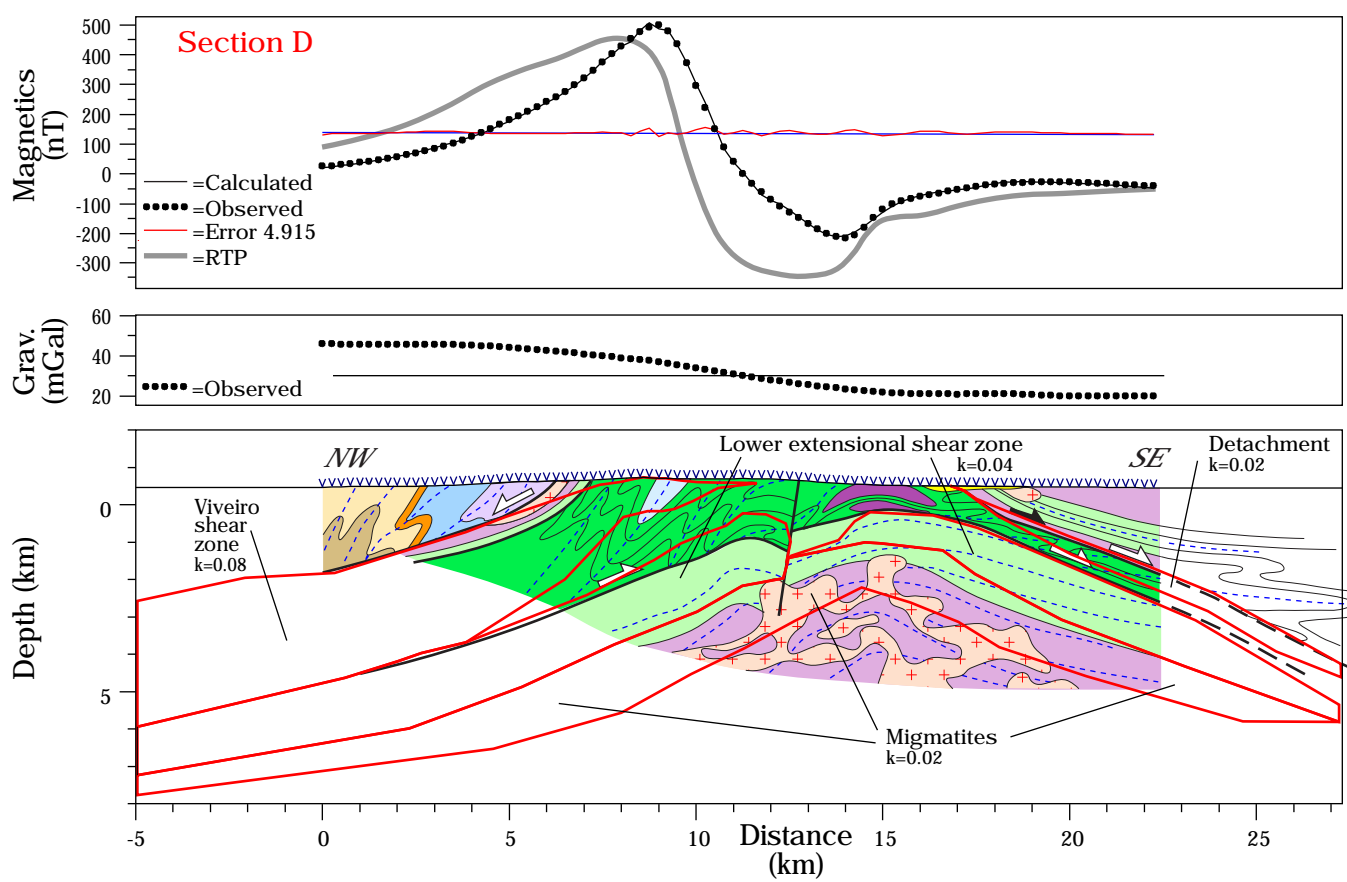 Section D
Magnetics
(nT)
500
400
300
200
100
0
-100
-200
-300
=Calculated
=Observed
=Error 4.915
=RTP
Grav.
(mGal)
60
40
20
=Observed
Depth (km)
0
5
NW
SE
Lower extensional shear zone
k=0.04
Detachment
k=0.02
Viveiro
shear
zone
k=0.08
Migmatites
k=0.02
-5
0
5
10
15
20
25
Distance
(km)